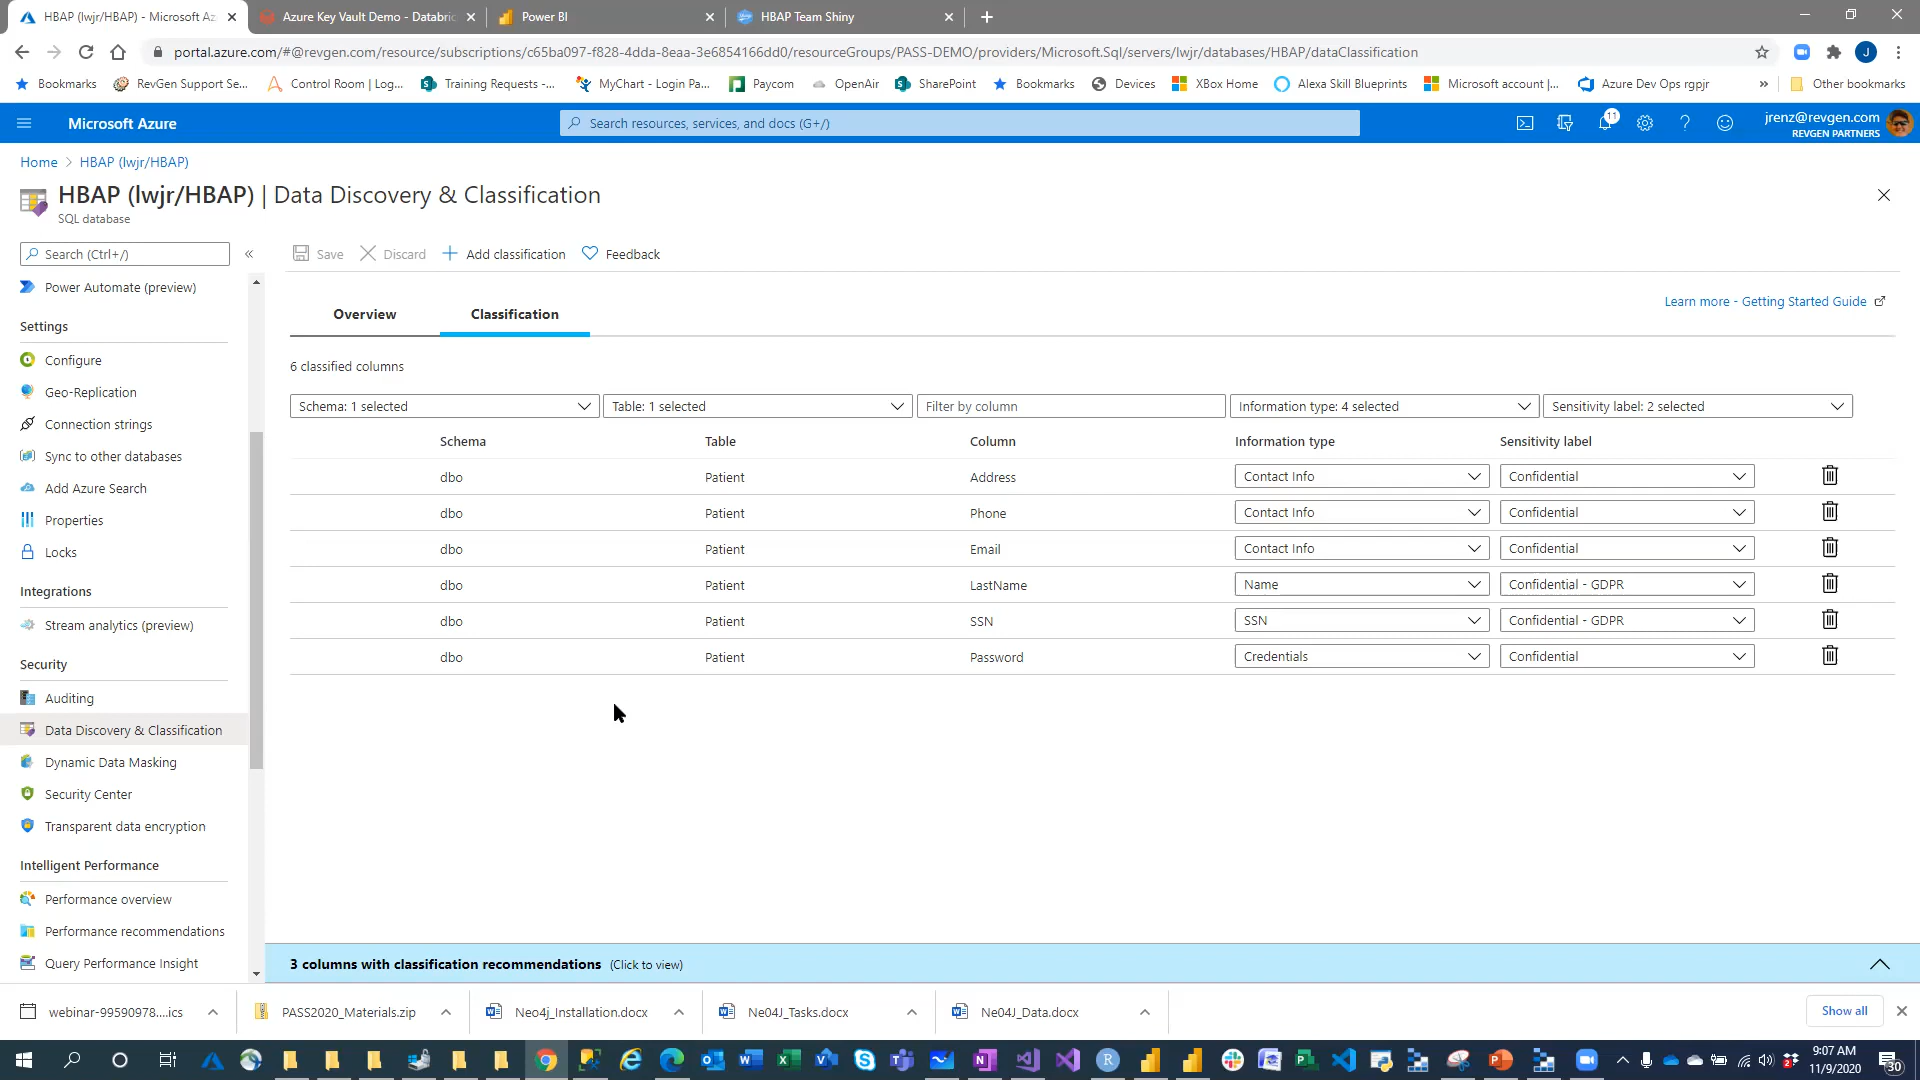 HBAP (lwjr/HBAP) - Microsoft Az
Azure Key Vault Demo - Databric
Power BI
HBAP Team Shiny
portal.azure.com/#@revgen.com/resource/subscriptions/c65ba097-f828-4dda-8eaa-3e6854166dd0/resourceGroups/PASS-DEMO/providers/Microsoft.Sql/servers/lwjr/databases/HBAP/dataClassification
J
Bookmarks
RevGen Support Se...
Control Room | Log...
Training Requests -...
MyChart - Login Pa...
Paycom
OpenAir
SharePoint
Bookmarks
Devices
XBox Home
Alexa Skill Blueprints
Microsoft account |...
Azure Dev Ops rgpjr
Other bookmarks
Microsoft Azure
Search resources, services, and docs (G+/)
11
jrenz@revgen.com
REVGEN PARTNERS
Home > HBAP (lwjr/HBAP)
HBAP (lwjr/HBAP) | Data Discovery & Classification
SQL database
Search (Ctrl+/)
Save
Discard
Add classification
Feedback
Power Automate (preview)
Settings
Configure
Geo-Replication
Connection strings
Sync to other databases
Add Azure Search
Properties
Locks
Integrations
Stream analytics (preview)
Security
Auditing
Data Discovery & Classification
Dynamic Data Masking
Security Center
Transparent data encryption
Intelligent Performance
Performance overview
Performance recommendations
Query Performance Insight
Learn more - Getting Started Guide
Overview
Classification
6 classified columns
Schema: 1 selected
Table: 1 selected
Filter by column
Information type: 4 selected
Sensitivity label: 2 selected
Schema Table Column Information type Sensitivity label
dbo Patient Address Contact Info Confidential
dbo Patient Phone Contact Info Confidential
dbo Patient Email Contact Info Confidential
dbo Patient LastName Name Confidential - GDPR
dbo Patient SSN SSN Confidential - GDPR
dbo Patient Password Credentials Confidential
3 columns with classification recommendations (Click to view)
webinar-99590978....ics
PASS2020_Materials.zip
Neo4j_Installation.docx
Ne04J_Tasks.docx
Ne04J_Data.docx
Show all
9:07 AM
11/9/2020
30